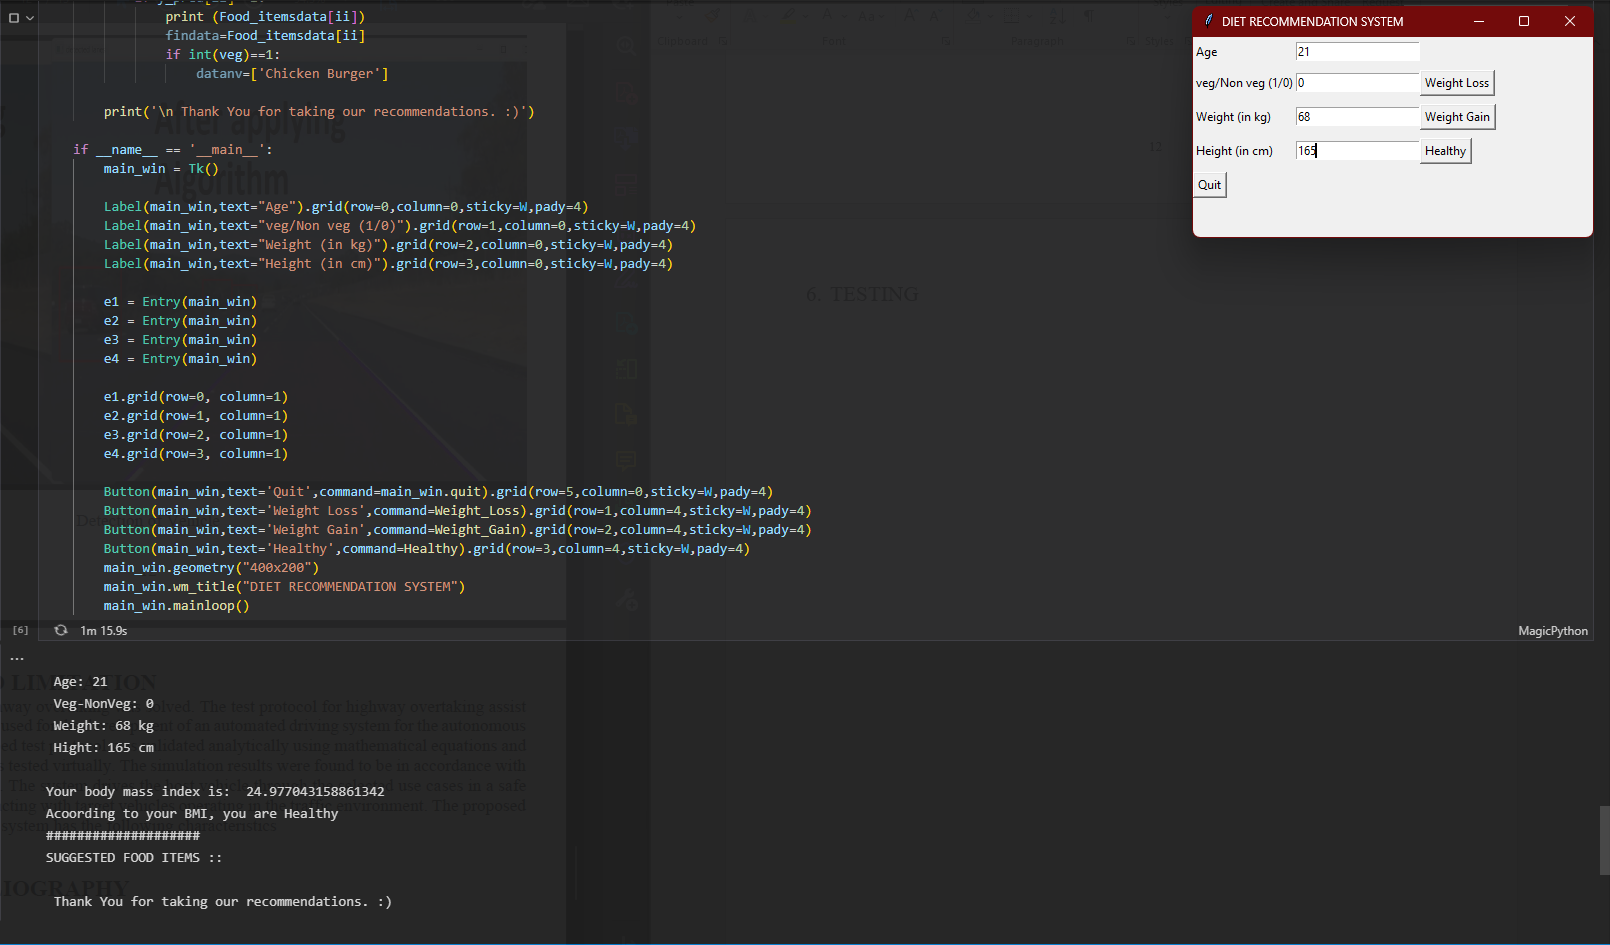 print (Food_itemsdata[ii])
findata=Food_itemsdata[ii]
if int(veg)==1:
datanv=['Chicken Burger']
print('\n Thank You for taking our recommendations. :)')
After applying
if __name__ == '__main__':
main_win = Tk()
Algorithm
Label(main_win,text="Age").grid(row=0,column=0,sticky=W,pady=4)
Label(main_win,text="veg/Non veg (1/0)").grid(row=1,column=0,sticky=W,pady=4)
Label(main_win,text="Weight (in kg)").grid(row=2,column=0,sticky=W,pady=4)
Label(main_win,text="Height (in cm)").grid(row=3,column=0,sticky=W,pady=4)
e1 = Entry(main_win)
e2 = Entry(main_win)
e3 = Entry(main_win)
e4 = Entry(main_win)
e1.grid(row=0, column=1)
e2.grid(row=1, column=1)
e3.grid(row=2, column=1)
e4.grid(row=3, column=1)
Button(main_win,text='Quit',command=main_win.quit).grid(row=5,column=0,sticky=W,pady=4)
Button(main_win,text='Weight Loss',command=Weight_Loss).grid(row=1,column=4,sticky=W,pady=4)
Button(main_win,text='Weight Gain',command=Weight_Gain).grid(row=2,column=4,sticky=W,pady=4)
Button(main_win,text='Healthy',command=Healthy).grid(row=3,column=4,sticky=W,pady=4)
main_win.geometry("400x200")
main_win.wm_title("DIET RECOMMENDATION SYSTEM")
main_win.mainloop()
[6] 1m 15.9s
MagicPython
...
Age: 21
Veg-NonVeg: 0
Weight: 68 kg
Hight: 165 cm
Your body mass index is:  24.977043158861342
Acoording to your BMI, you are Healthy
####################
SUGGESTED FOOD ITEMS ::
Thank You for taking our recommendations. :)
DIET RECOMMENDATION SYSTEM
Age 21
veg/Non veg (1/0) 0 Weight Loss
Weight (in kg) 68 Weight Gain
Height (in cm) 165 Healthy
Quit
6. TESTING